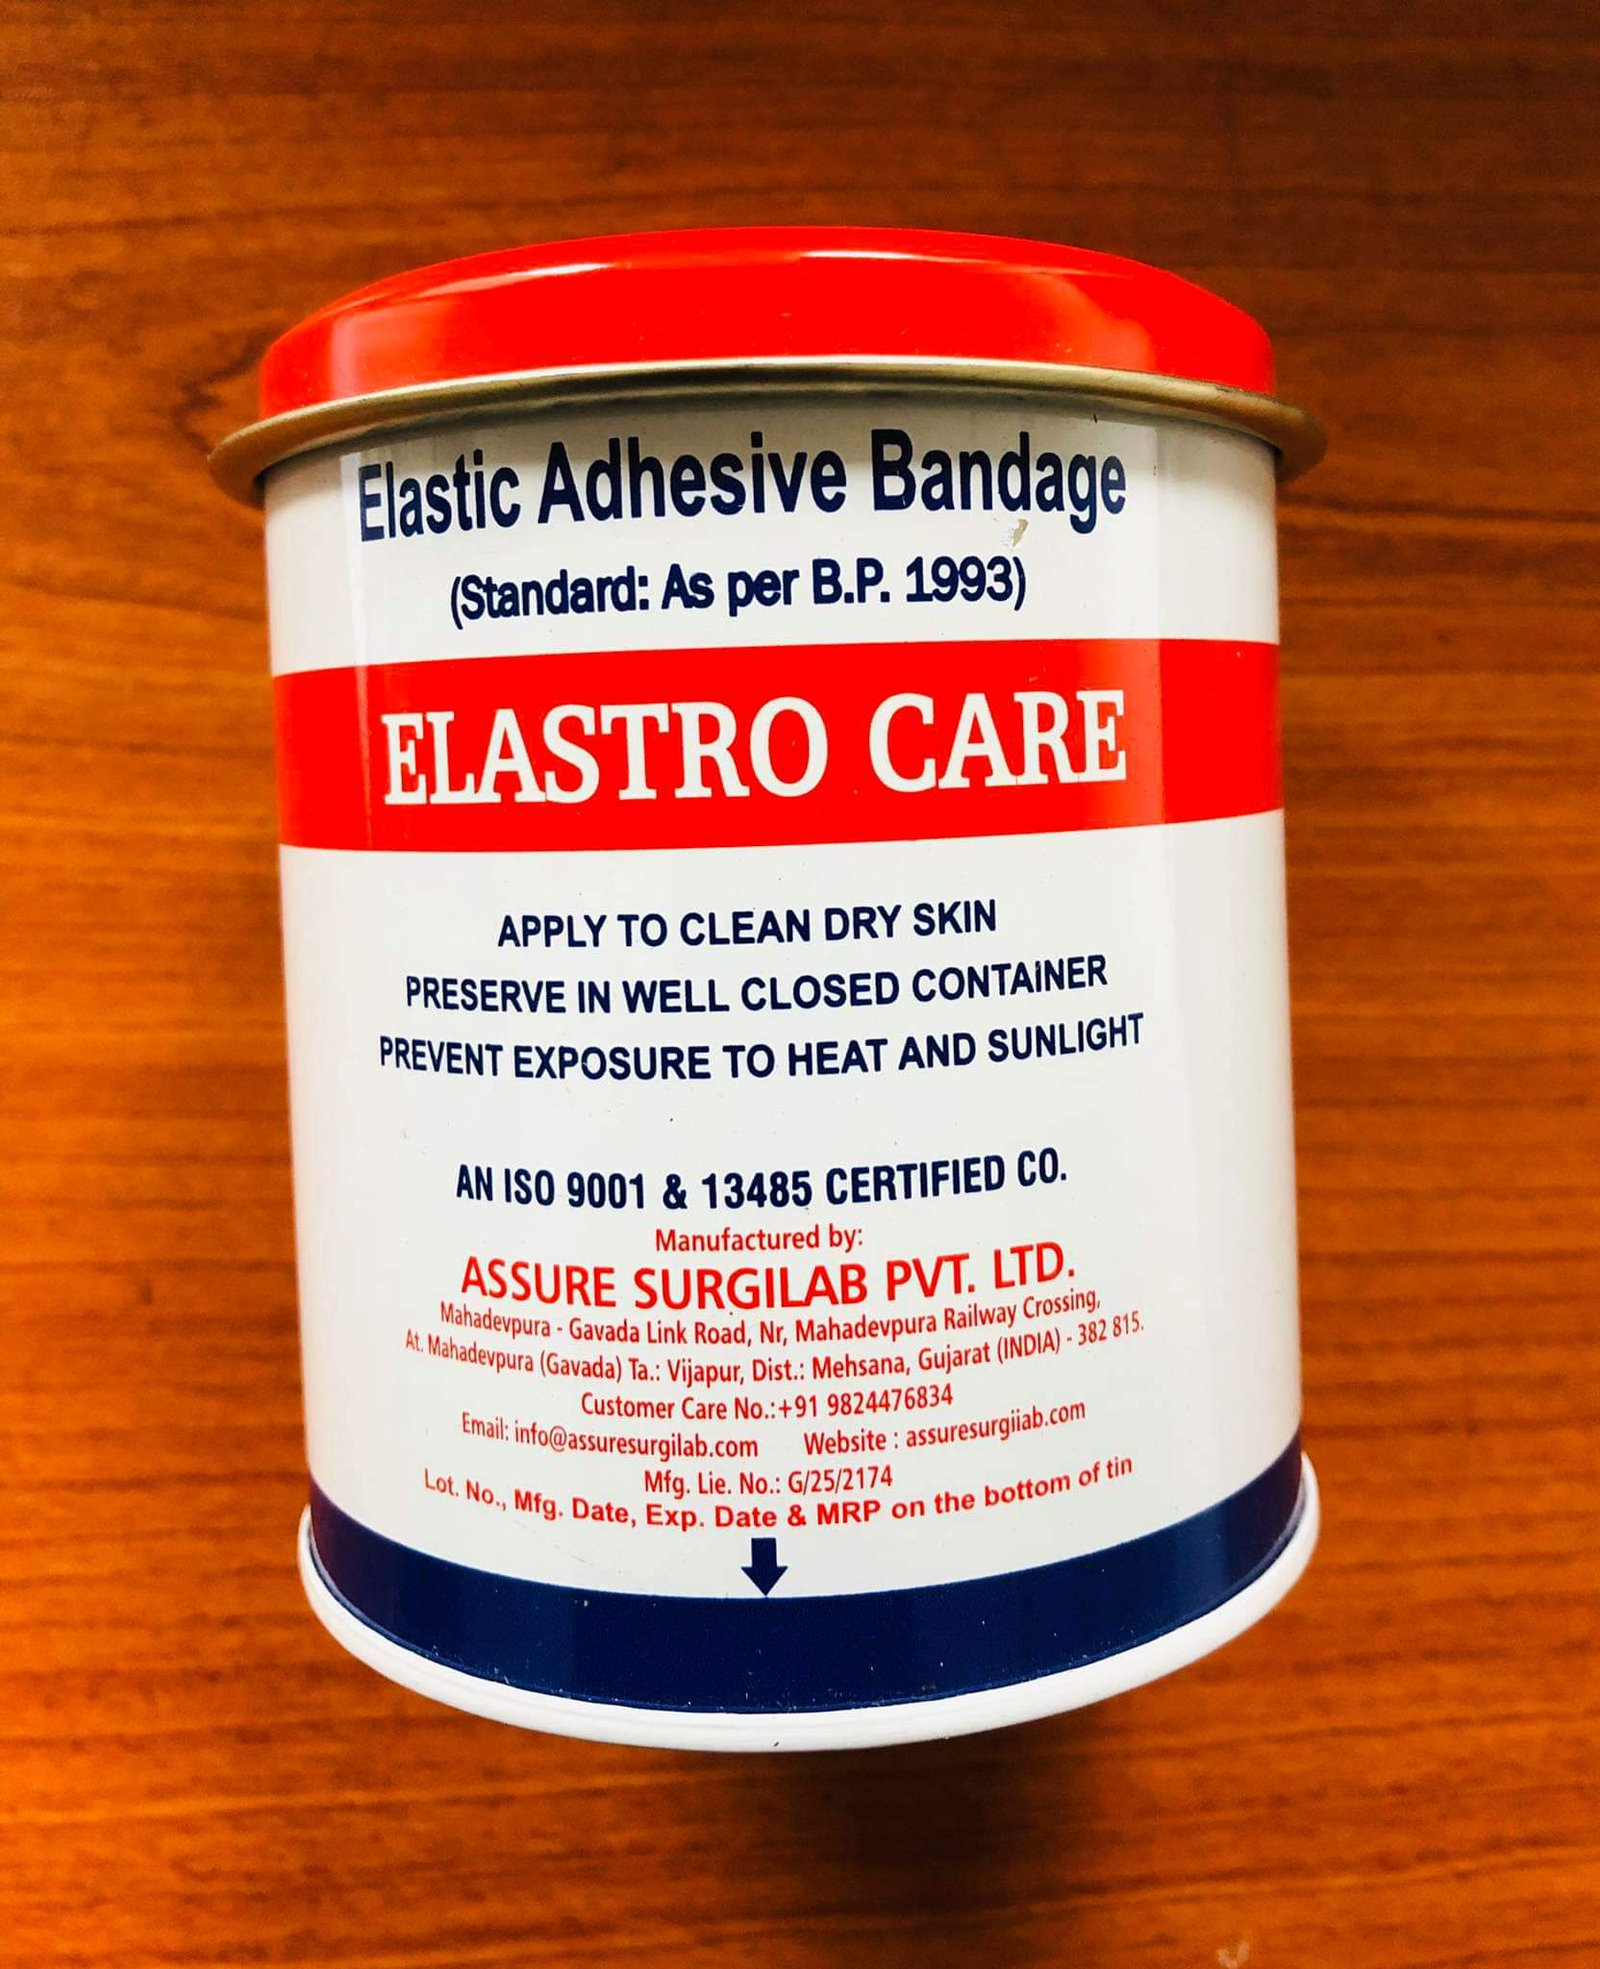 Elastic Adhesive Bandage
(Standard: As per B.P. 1993)
ELASTRO CARE
APPLY TO CLEAN DRY SKIN
PRESERVE IN WELL CLOSED CONTAiNER
PREVENT EXPOSURE TO HEAT AND SUNLIGHT
AN ISO 9001 & 13485 CERTIFIED CO.
Manufactured by:
ASSURE SURGILAB PVT. LTD.
Mahadevpura - Gavada Link Road, Nr, Mahadevpura Railway Crossing,
At. Mahadevpura (Gavada) Ta.: Vijapur, Dist.: Mehsana, Gujarat (INDIA) - 382 815.
Customer Care No.:+91 9824476834
Email: info@assuresurgilab.com Website : assuresurgiiab.com
Mfg. Lie. No.: G/25/2174
Lot. No., Mfg. Date, Exp. Date & MRP on the bottom of tin